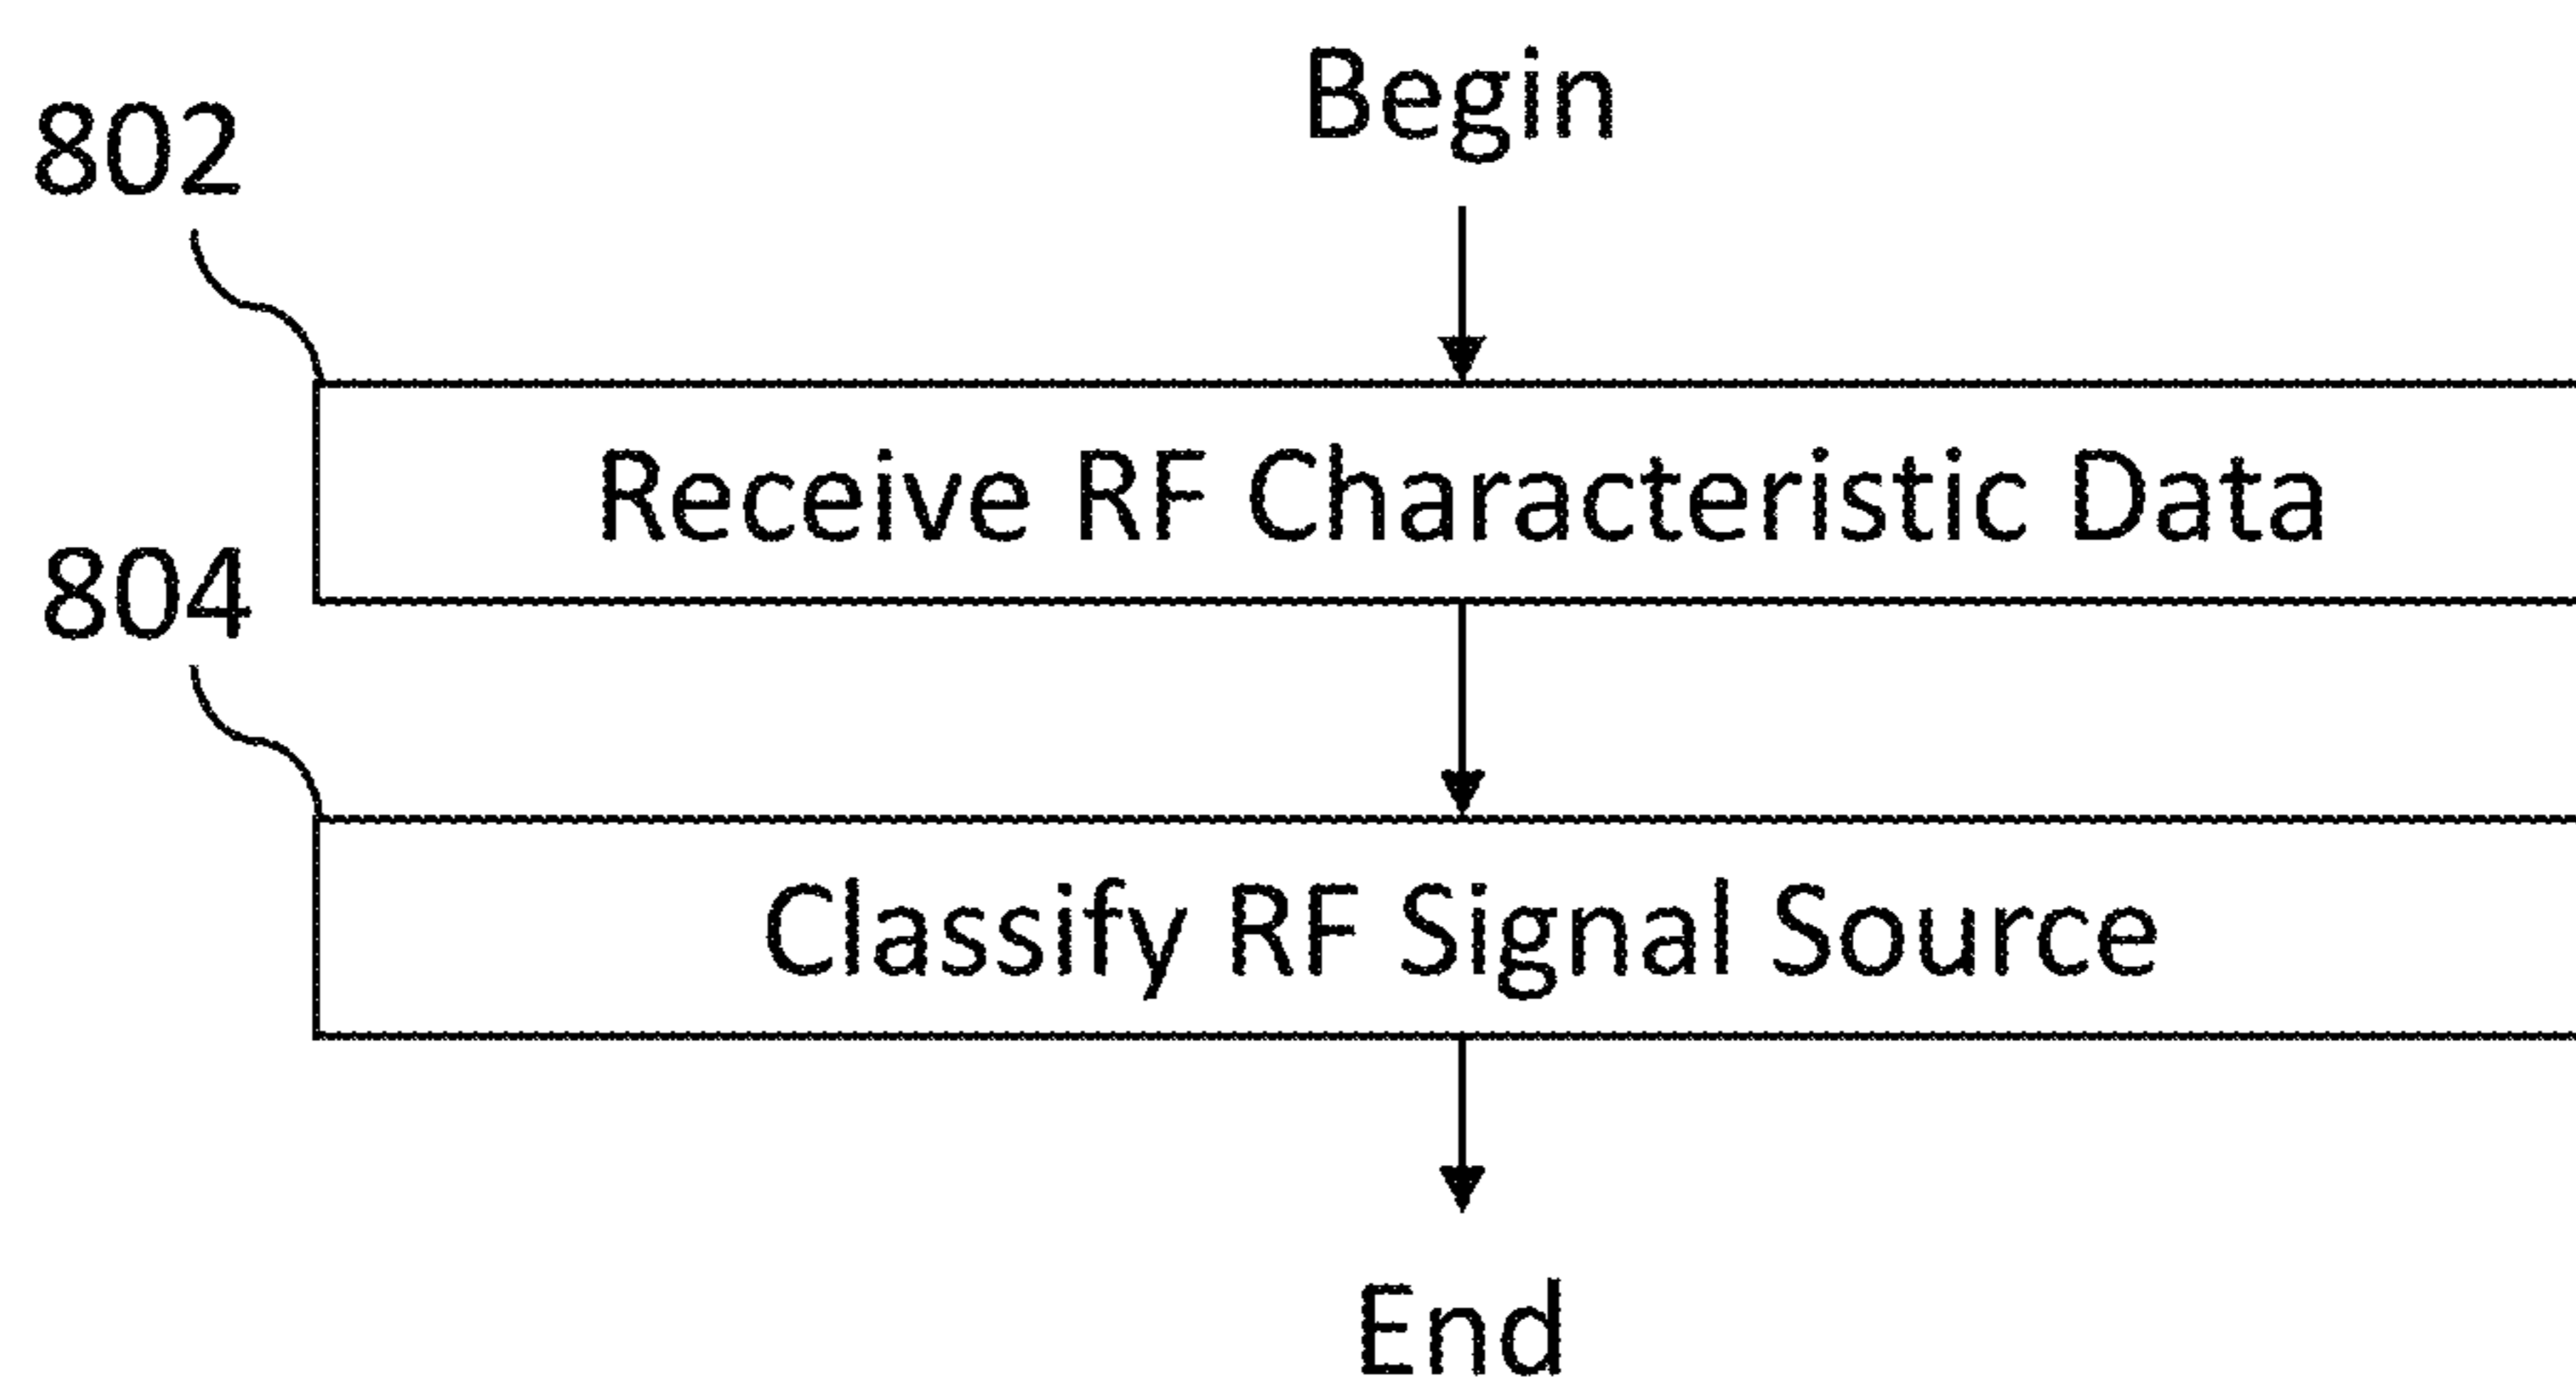 Begin
802
Receive RF Characteristic Data
804
Classify RF Signal Source
End